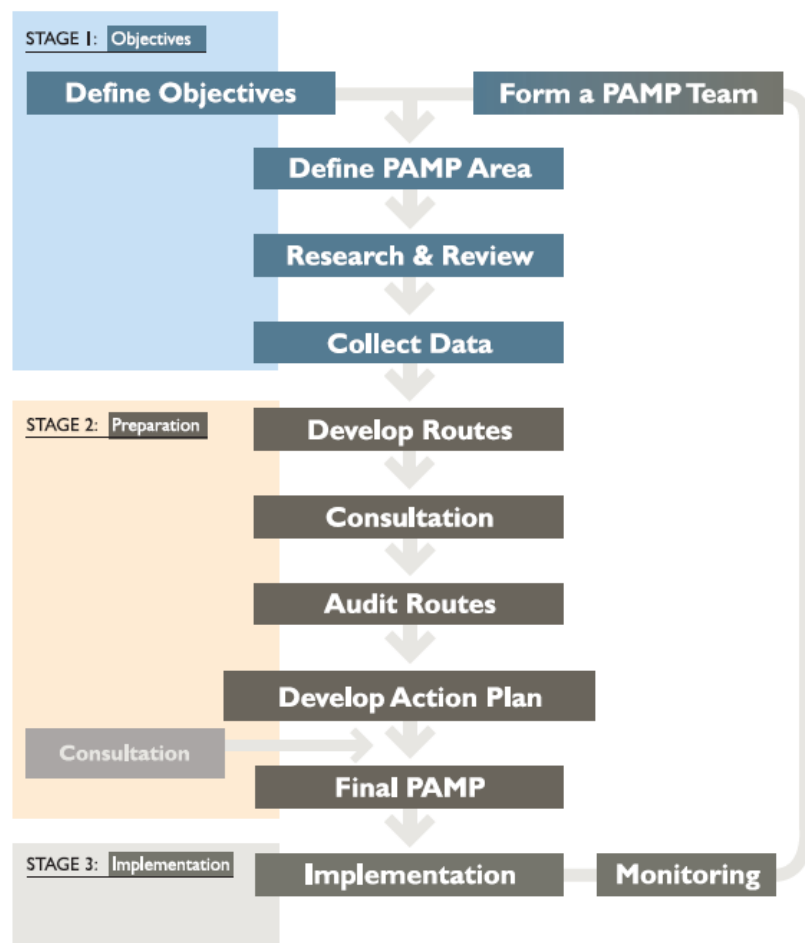 STAGE 1: Objectives
Define Objectives
Form a PAMP Team
Define PAMP Area
Research & Review
Collect Data
STAGE 2: Preparation
Develop Routes
Consultation
Audit Routes
Develop Action Plan
Consultation
Final PAMP
STAGE 3: Implementation
Implementation
Monitoring